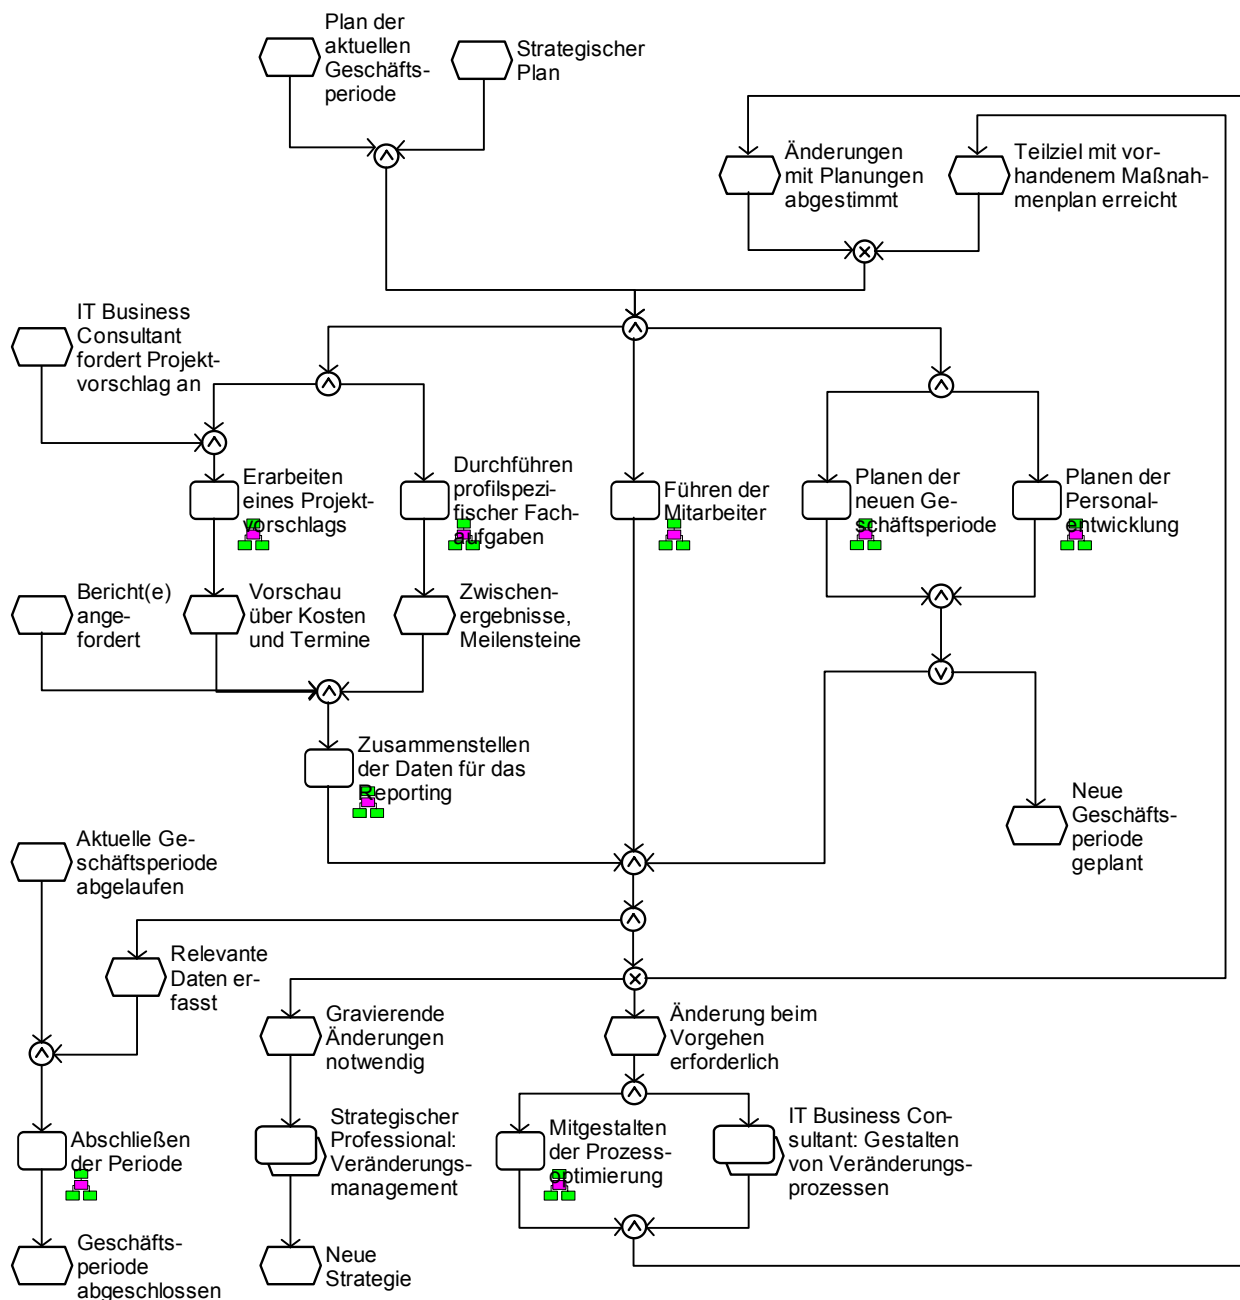 Plan der
aktuellen
Geschäfts-
periode
Strategischer
Plan
Änderungen
mit Planungen
abgestimmt
Teilziel mit vor-
handenem Maßnah-
menplan erreicht
IT Business
Consultant
fordert Projekt-
vorschlag an
Erarbeiten
eines Projekt-
vorschlags
Durchführen
profilspezi-
fischer Fach-
aufgaben
Führen der
Mitarbeiter
Planen der
neuen Ge-
schäftsperiode
Planen der
Personal-
entwicklung
Bericht(e)
ange-
fordert
Vorschau
über Kosten
und Termine
Zwischen-
ergebnisse,
Meilensteine
Zusammenstellen
der Daten für das
Reporting
Neue
Geschäfts-
periode
geplant
Aktuelle Ge-
schäftsperiode
abgelaufen
Relevante
Daten er-
fasst
Gravierende
Änderungen
notwendig
Änderung beim
Vorgehen
erforderlich
Abschließen
der Periode
Strategischer
Professional:
Veränderungs-
management
Mitgestalten
der Prozess-
optimierung
IT Business Con-
sultant: Gestalten
von Veränderungs-
prozessen
Geschäfts-
periode
abgeschlossen
Neue
Strategie